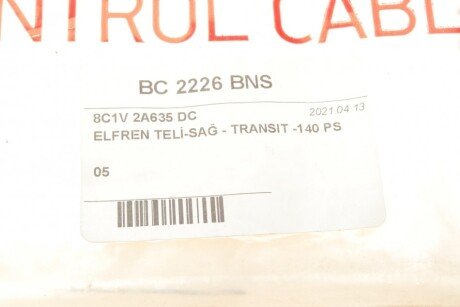 NTROL CABLE
BC 2226 BNS
8C1V 2A635 DC
2021.04.13
ELFREN TELİ-SAĞ - TRANSIT -140 PS
05